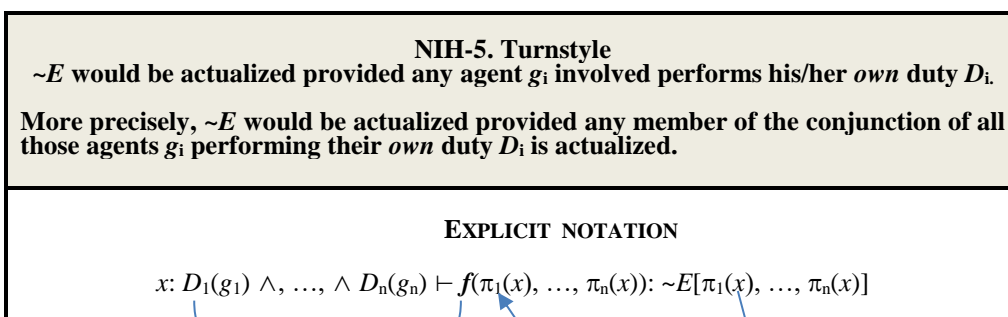 NIH-5. Turnstyle
~E would be actualized provided any agent gᵢ involved performs his/her own duty Dᵢ.
More precisely, ~E would be actualized provided any member of the conjunction of all
those agents gᵢ performing their own duty Dᵢ is actualized.
EXPLICIT NOTATION
x: D₁(g₁) ∧, …, ∧ Dₙ(gₙ) ⊢ f(π₁(x), …, πₙ(x)): ~E[π₁(x), …, πₙ(x)]